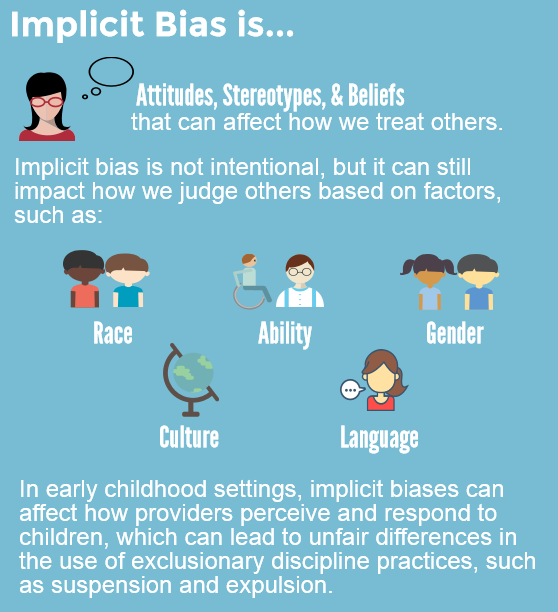 Implicit Bias is...
Attitudes, Stereotypes, & Beliefs
that can affect how we treat others.
Implicit bias is not intentional, but it can still
impact how we judge others based on factors,
such as:
Race
Ability
Gender
Culture
Language
In early childhood settings, implicit biases can
affect how providers perceive and respond to
children, which can lead to unfair differences in
the use of exclusionary discipline practices, such
as suspension and expulsion.